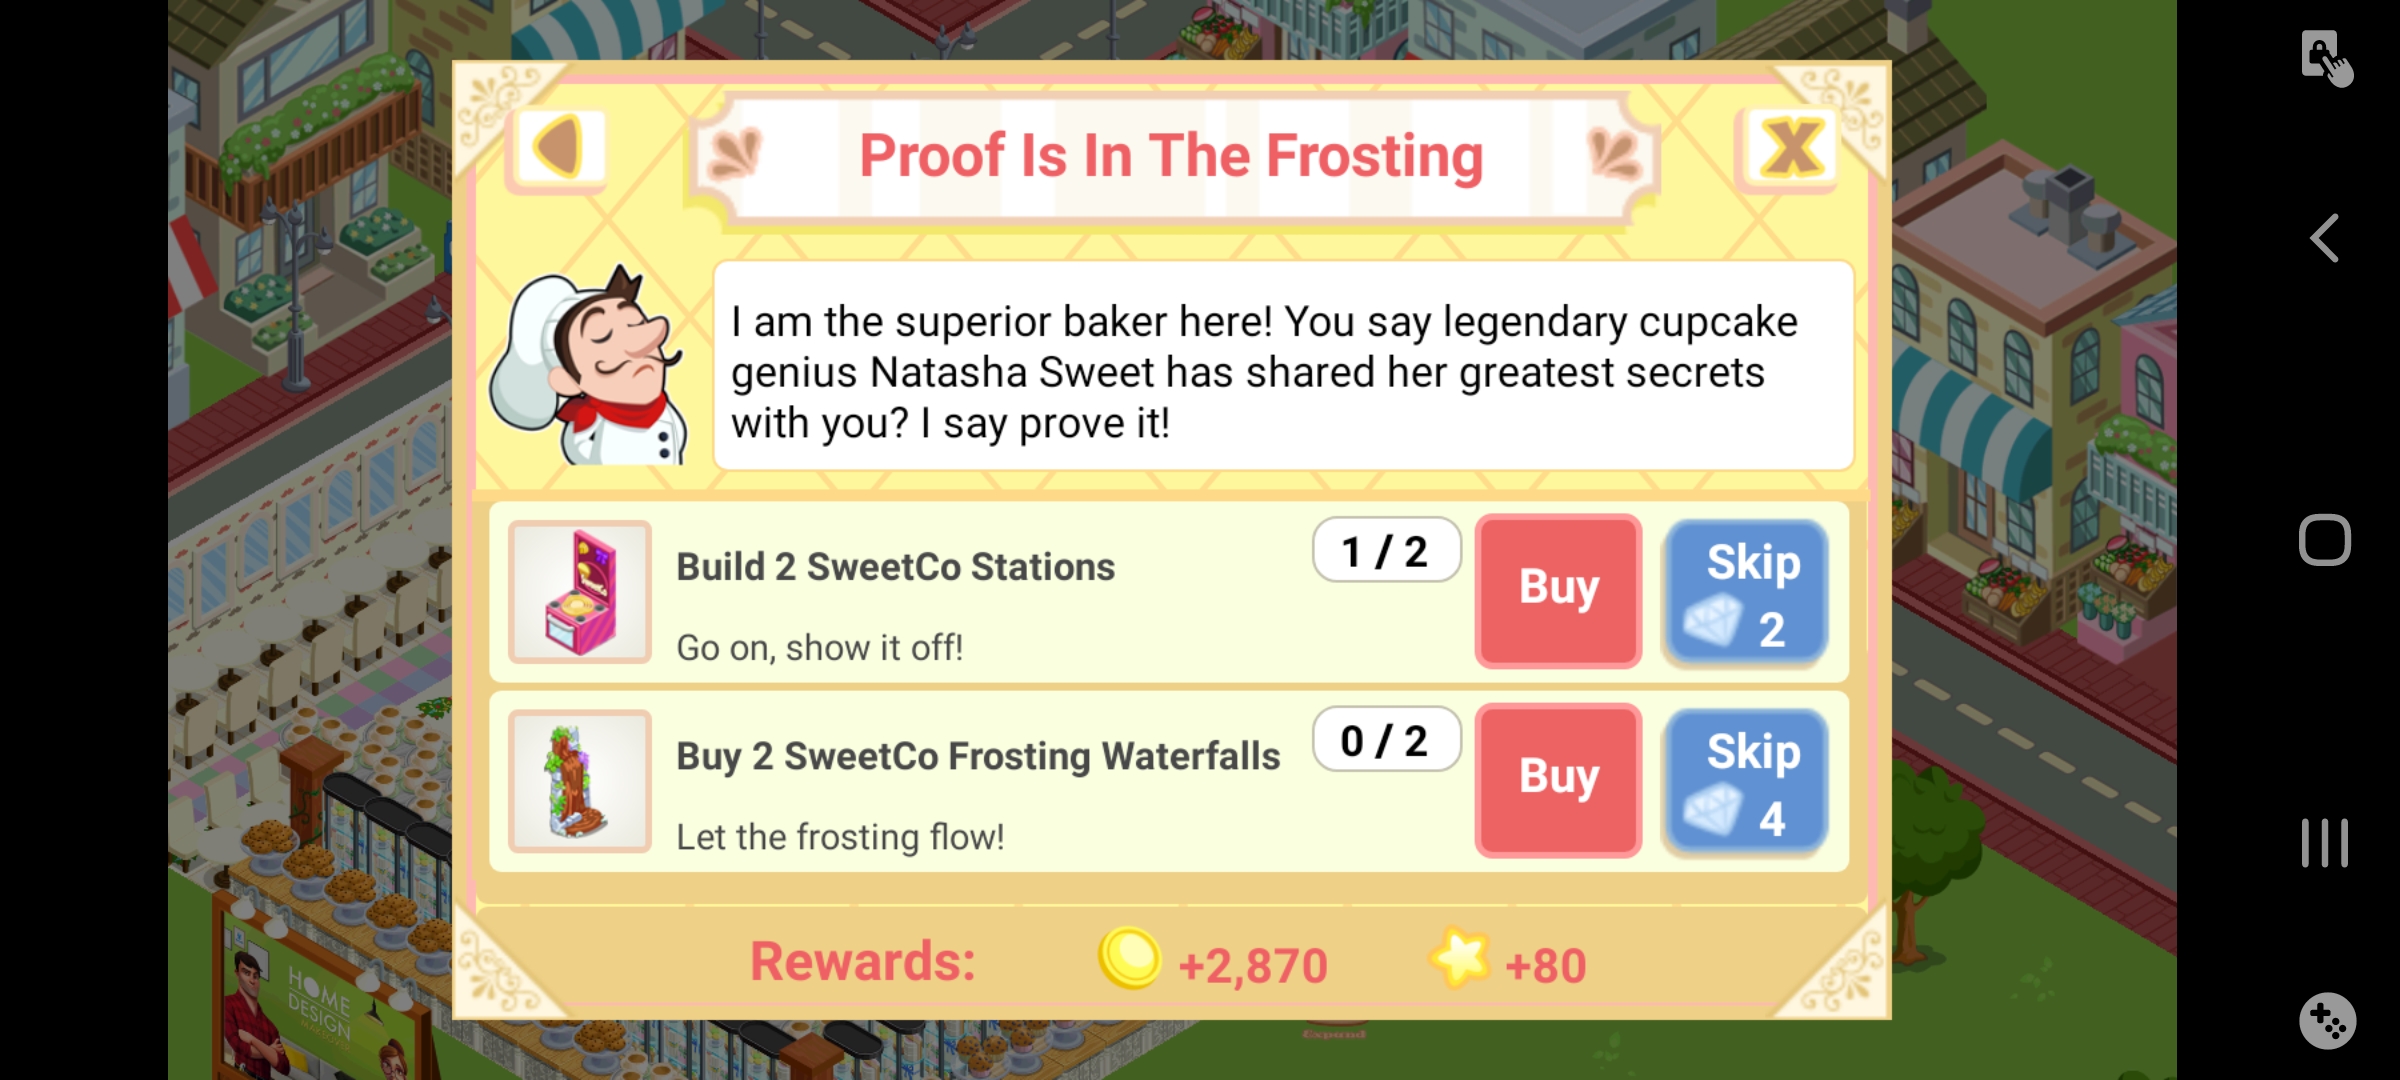 Proof Is In The Frosting
X
I am the superior baker here! You say legendary cupcake
genius Natasha Sweet has shared her greatest secrets
with you? I say prove it!
Build 2 SweetCo Stations
1 / 2
Buy
Skip
2
Go on, show it off!
Buy 2 SweetCo Frosting Waterfalls
0 / 2
Buy
Skip
4
Let the frosting flow!
Rewards:
+2,870
+80
HOME
DESIGN
MAKEOVER
Expand